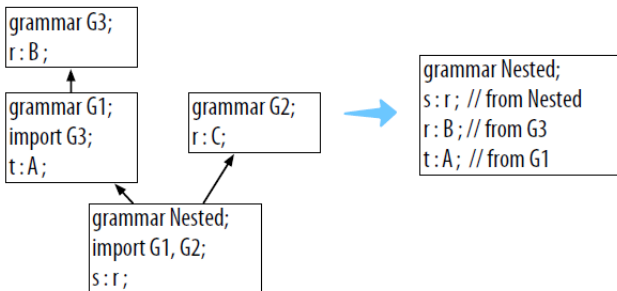 grammar G3;
r : B ;
grammar G1;
import G3;
t : A ;
grammar G2;
r : C;
grammar Nested;
import G1, G2;
s : r ;
grammar Nested;
s : r ; // from Nested
r : B ; // from G3
t : A ; // from G1